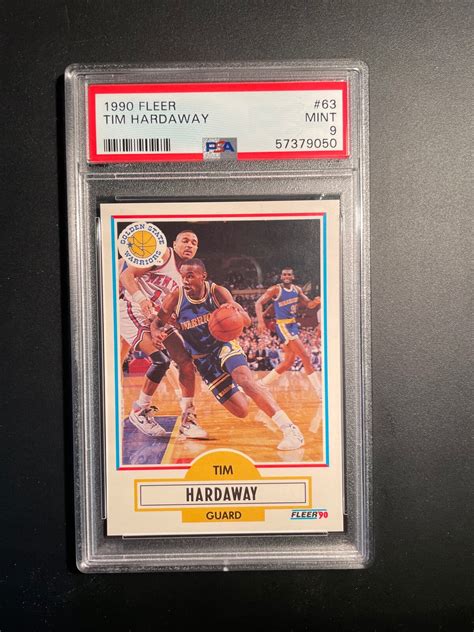 1990 FLEER #63
TIM HARDAWAY MINT
PSA 9
57379050
GOLDEN STATE
WARRIORS
WARRIORS
TIM
HARDAWAY
GUARD
FLEER'90